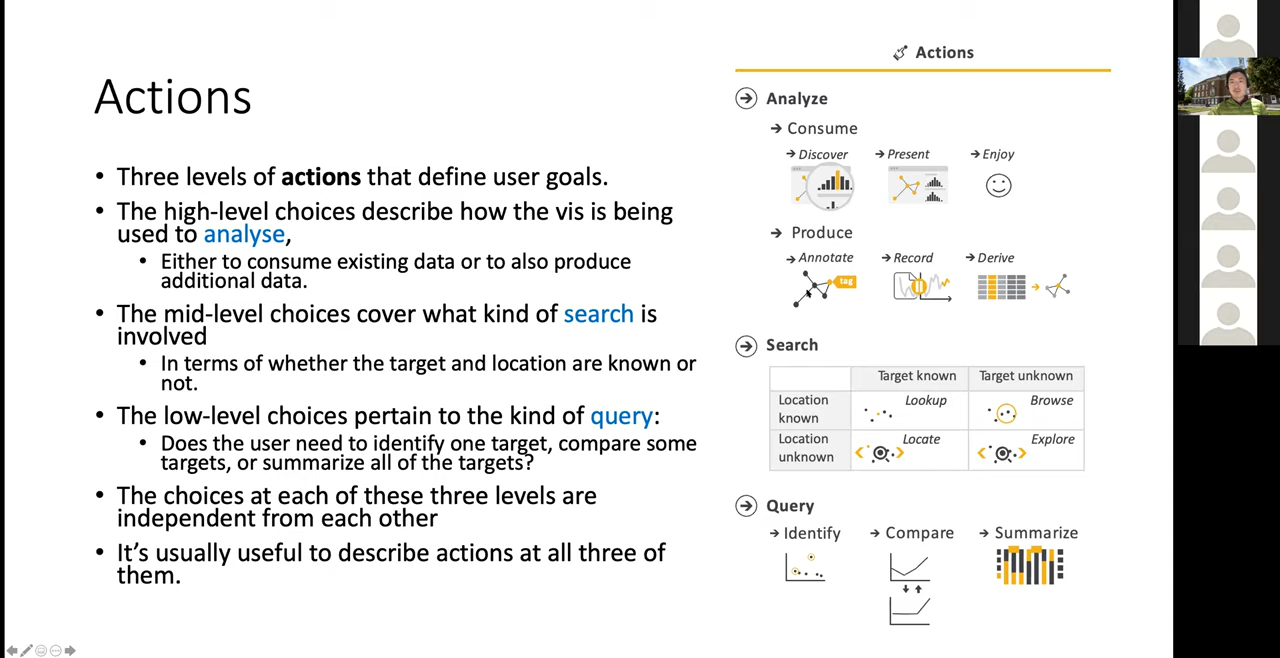 Actions
• Three levels of actions that define user goals.
• The high-level choices describe how the vis is being
used to analyse,
• Either to consume existing data or to also produce
additional data.
• The mid-level choices cover what kind of search is
involved
• In terms of whether the target and location are known or
not.
• The low-level choices pertain to the kind of query:
• Does the user need to identify one target, compare some
targets, or summarize all of the targets?
• The choices at each of these three levels are
independent from each other
• It’s usually useful to describe actions at all three of
them.
Actions
Analyze
Consume
Discover Present Enjoy
Produce
Annotate Record Derive
tag
Search
Target known Target unknown
Location
known
Lookup Browse
Location
unknown
Locate Explore
Query
Identify Compare Summarize